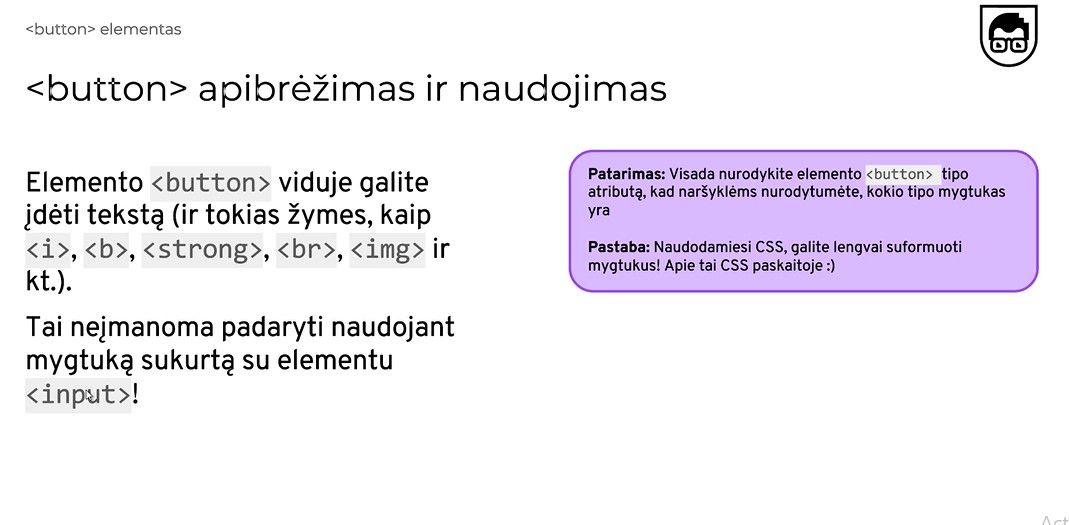 <button> elementas
<button> apibrėžimas ir naudojimas
Elemento <button> viduje galite
įdėti tekstą (ir tokias žymes, kaip
<i>, <b>, <strong>, <br>, <img> ir
kt.).
Tai neįmanoma padaryti naudojant
mygtuką sukurtą su elementu
<input>!
Patarimas: Visada nurodykite elemento <button> tipo
atributą, kad naršyklėms nurodytumėte, kokio tipo mygtukas
yra
Pastaba: Naudodamiesi CSS, galite lengvai suformuoti
mygtukus! Apie tai CSS paskaitoje :)